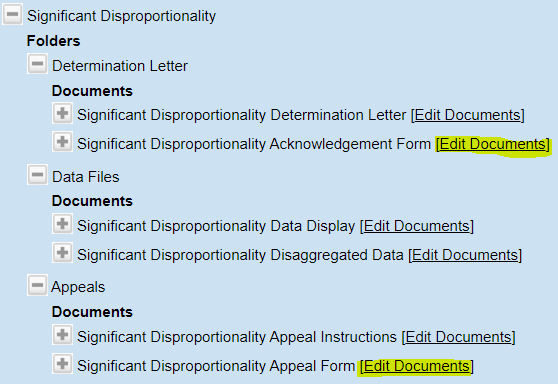 Significant Disproportionality
Folders
Determination Letter
Documents
Significant Disproportionality Determination Letter [Edit Documents]
Significant Disproportionality Acknowledgement Form [Edit Documents]
Data Files
Documents
Significant Disproportionality Data Display [Edit Documents]
Significant Disproportionality Disaggregated Data [Edit Documents]
Appeals
Documents
Significant Disproportionality Appeal Instructions [Edit Documents]
Significant Disproportionality Appeal Form [Edit Documents]